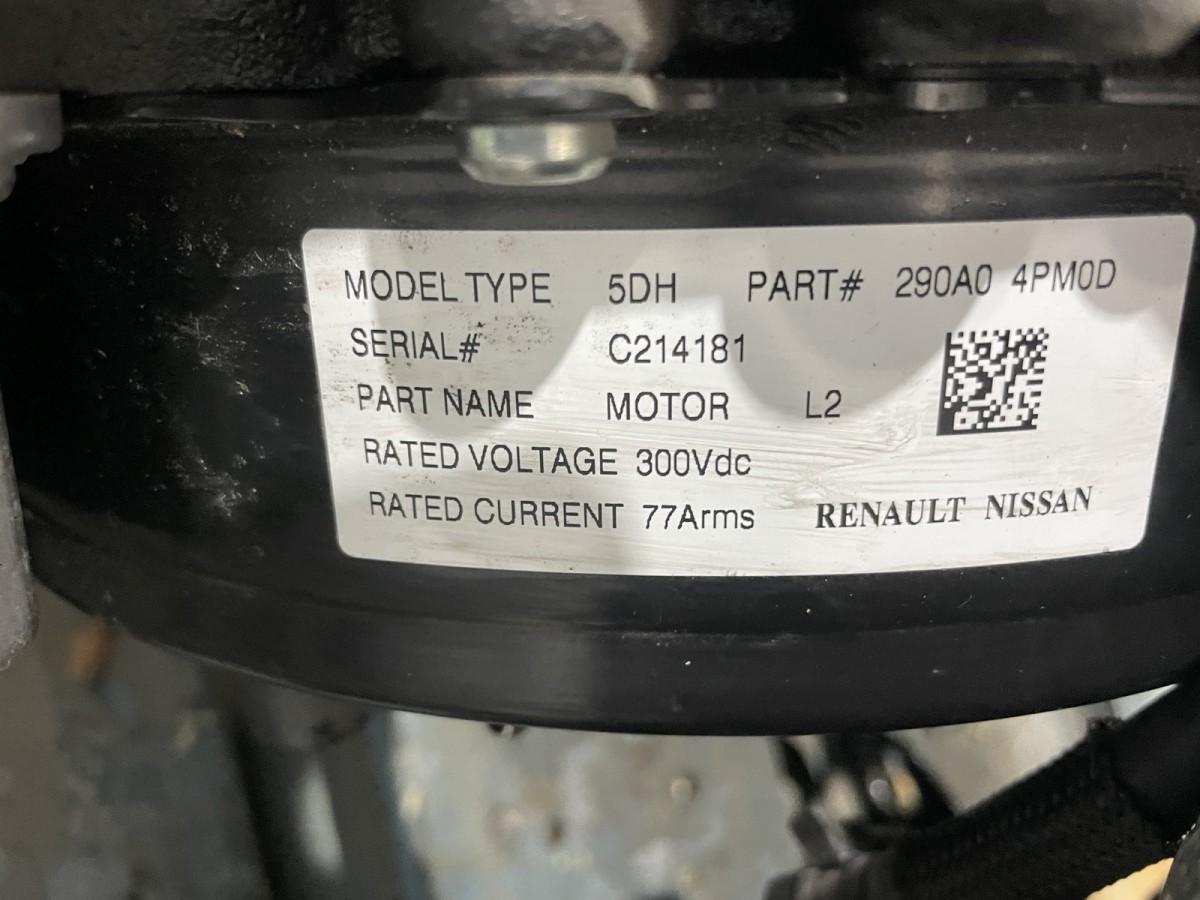 MODEL TYPE 5DH PART# 290A0 4PM0D
SERIAL# C214181
PART NAME MOTOR L2
RATED VOLTAGE 300Vdc
RATED CURRENT 77Arms RENAULT NISSAN